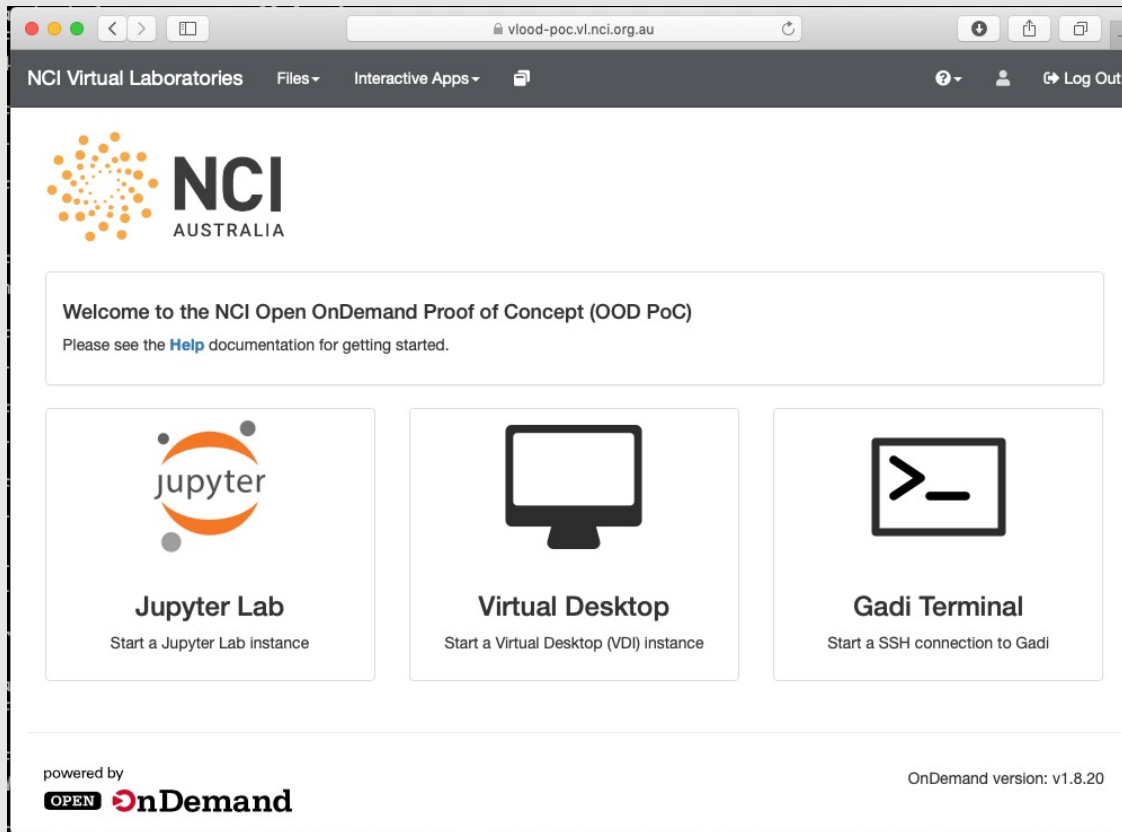 vlood-poc.vl.nci.org.au
NCI Virtual Laboratories Files Interactive Apps Log Out
NCI
AUSTRALIA
Welcome to the NCI Open OnDemand Proof of Concept (OOD PoC)
Please see the Help documentation for getting started.
jupyter
Jupyter Lab
Start a Jupyter Lab instance
Virtual Desktop
Start a Virtual Desktop (VDI) instance
>_
Gadi Terminal
Start a SSH connection to Gadi
powered by
OPEN OnDemand
OnDemand version: v1.8.20